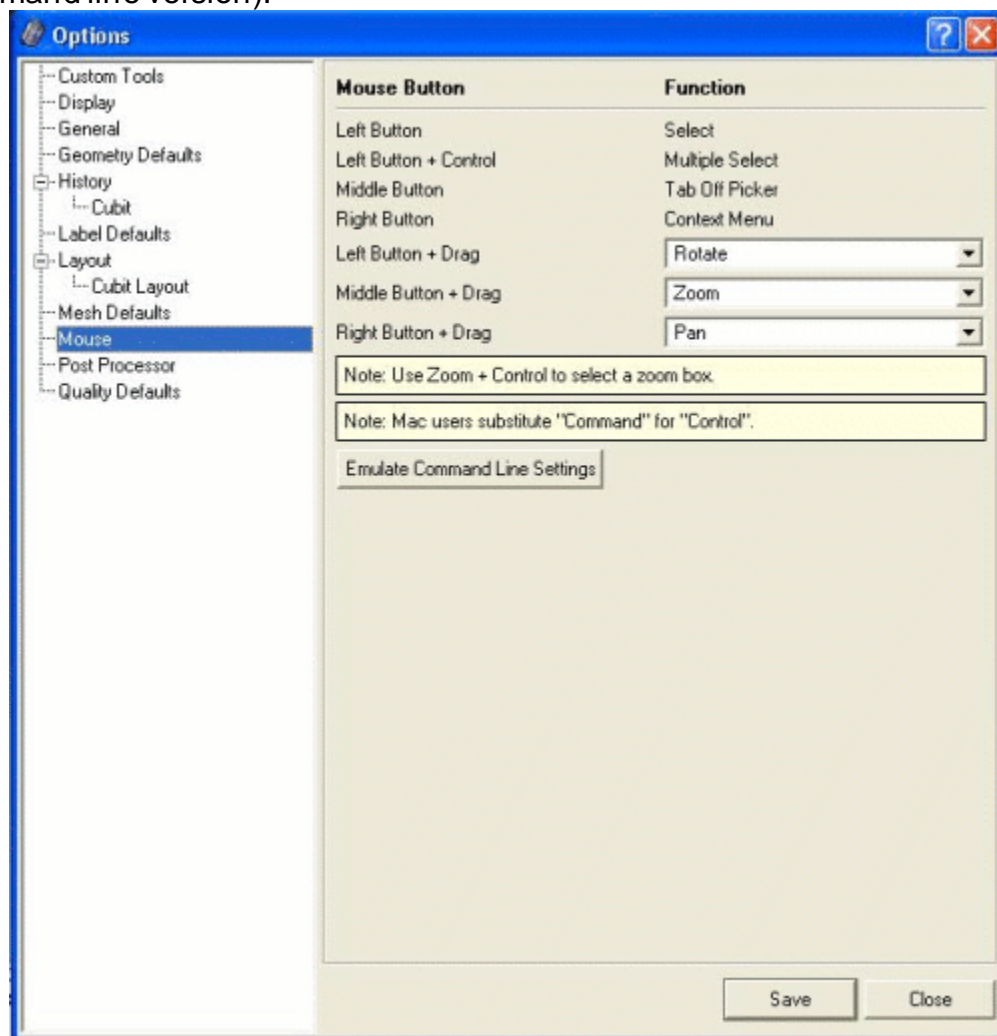 line version).
Options
Custom Tools
Display
General
Geometry Defaults
History
Cubit
Label Defaults
Layout
Cubit Layout
Mesh Defaults
Mouse
Post Processor
Quality Defaults
Mouse Button Function
Left Button Select
Left Button + Control Multiple Select
Middle Button Tab Off Picker
Right Button Context Menu
Left Button + Drag Rotate
Middle Button + Drag Zoom
Right Button + Drag Pan
Note: Use Zoom + Control to select a zoom box.
Note: Mac users substitute "Command" for "Control".
Emulate Command Line Settings
Save Close